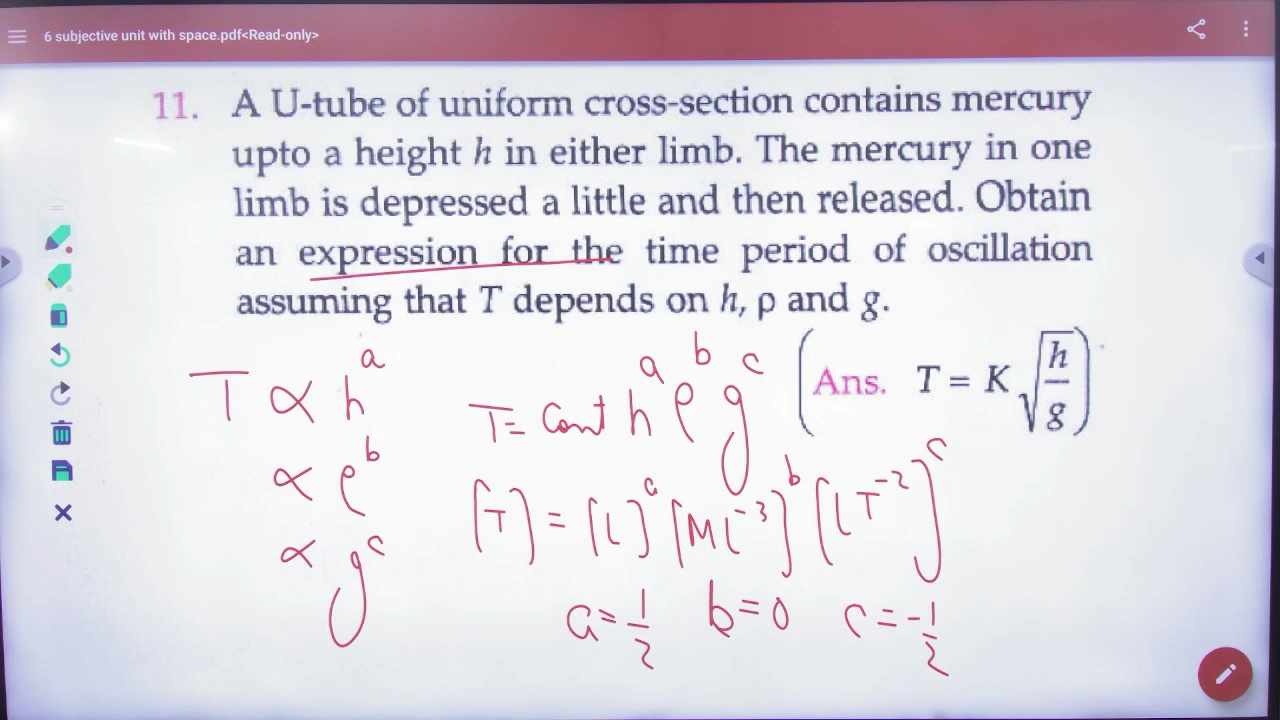 6 subjective unit with space.pdf<Read-only>
11. A U-tube of uniform cross-section contains mercury
upto a height h in either limb. The mercury in one
limb is depressed a little and then released. Obtain
an expression for the time period of oscillation
assuming that T depends on h, ρ and g.
(Ans. T = K √(h/g))
T ∝ h^a
∝ ρ^b
∝ g^c
T = Const h^a ρ^b g^c
[T] = [L]^a [ML^-3]^b [LT^-2]^c
a = 1/2 b = 0 c = -1/2